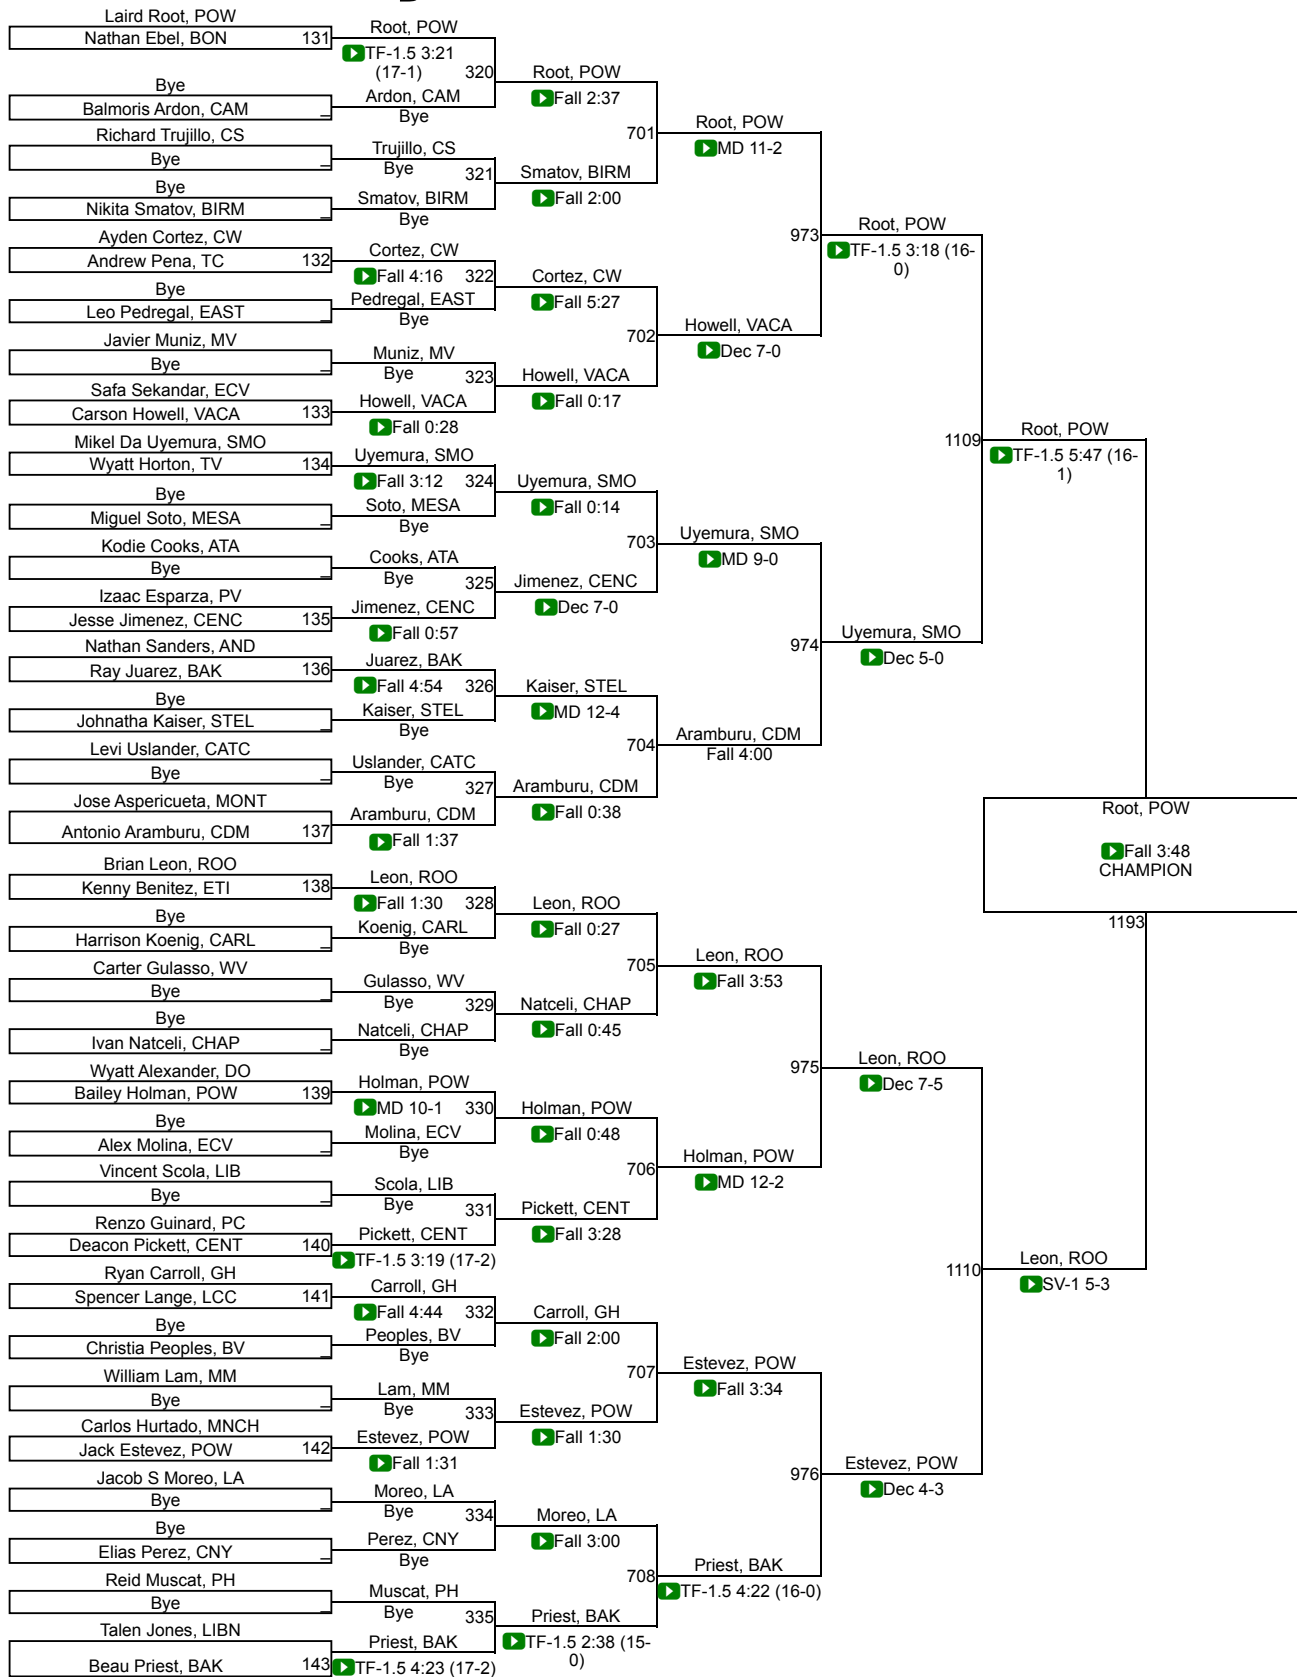 Laird Root, POW
Nathan Ebel, BON 131
Bye
Balmoris Ardon, CAM _
Richard Trujillo, CS
Bye _
Bye
Nikita Smatov, BIRM _
Ayden Cortez, CW
Andrew Pena, TC 132
Bye
Leo Pedregal, EAST _
Javier Muniz, MV
Bye _
Safa Sekandar, ECV
Carson Howell, VACA 133
Mikel Da Uyemura, SMO
Wyatt Horton, TV 134
Bye
Miguel Soto, MESA _
Kodie Cooks, ATA
Bye _
Izaac Esparza, PV
Jesse Jimenez, CENC 135
Nathan Sanders, AND
Ray Juarez, BAK 136
Bye
Johnatha Kaiser, STEL _
Levi Uslander, CATC
Bye _
Jose Aspericueta, MONT
Antonio Aramburu, CDM 137
Brian Leon, ROO
Kenny Benitez, ETI 138
Bye
Harrison Koenig, CARL _
Carter Gulasso, WV
Bye _
Bye
Ivan Natceli, CHAP _
Wyatt Alexander, DO
Bailey Holman, POW 139
Bye
Alex Molina, ECV _
Vincent Scola, LIB
Bye _
Renzo Guinard, PC
Deacon Pickett, CENT 140
Ryan Carroll, GH
Spencer Lange, LCC 141
Bye
Christia Peoples, BV _
William Lam, MM
Bye _
Carlos Hurtado, MNCH
Jack Estevez, POW 142
Jacob S Moreo, LA
Bye _
Bye
Elias Perez, CNY _
Reid Muscat, PH
Bye _
Talen Jones, LIBN
Beau Priest, BAK 143
Root, POW
TF-1.5 3:21
(17-1) 320
Ardon, CAM
Bye
Trujillo, CS
Bye 321
Smatov, BIRM
Bye
Cortez, CW
Fall 4:16 322
Pedregal, EAST
Bye
Muniz, MV
Bye 323
Howell, VACA
Fall 0:28
Uyemura, SMO
Fall 3:12 324
Soto, MESA
Bye
Cooks, ATA
Bye 325
Jimenez, CENC
Fall 0:57
Juarez, BAK
Fall 4:54 326
Kaiser, STEL
Bye
Uslander, CATC
Bye 327
Aramburu, CDM
Fall 1:37
Leon, ROO
Fall 1:30 328
Koenig, CARL
Bye
Gulasso, WV
Bye 329
Natceli, CHAP
Bye
Holman, POW
MD 10-1 330
Molina, ECV
Bye
Scola, LIB
Bye 331
Pickett, CENT
TF-1.5 3:19 (17-2)
Carroll, GH
Fall 4:44 332
Peoples, BV
Bye
Lam, MM
Bye 333
Estevez, POW
Fall 1:31
Moreo, LA
Bye 334
Perez, CNY
Bye
Muscat, PH
Bye 335
Priest, BAK
TF-1.5 4:23 (17-2)
Root, POW
Fall 2:37
701
Smatov, BIRM
Fall 2:00
Cortez, CW
Fall 5:27
702
Howell, VACA
Fall 0:17
Uyemura, SMO
Fall 0:14
703
Jimenez, CENC
Dec 7-0
Kaiser, STEL
MD 12-4
704
Aramburu, CDM
Fall 0:38
Leon, ROO
Fall 0:27
705
Natceli, CHAP
Fall 0:45
Holman, POW
Fall 0:48
706
Pickett, CENT
Fall 3:28
Carroll, GH
Fall 2:00
707
Estevez, POW
Fall 1:30
Moreo, LA
Fall 3:00
708
Priest, BAK
TF-1.5 2:38 (15-
0)
Root, POW
MD 11-2
973
Howell, VACA
Dec 7-0
Uyemura, SMO
MD 9-0
974
Aramburu, CDM
Fall 4:00
Leon, ROO
Fall 3:53
975
Holman, POW
MD 12-2
Estevez, POW
Fall 3:34
976
Priest, BAK
TF-1.5 4:22 (16-0)
Root, POW
TF-1.5 3:18 (16-
0)
1109
Uyemura, SMO
Dec 5-0
Leon, ROO
Dec 7-5
1110
Estevez, POW
Dec 4-3
Root, POW
TF-1.5 5:47 (16-
1)
Leon, ROO
SV-1 5-3
Root, POW
Fall 3:48
CHAMPION
1193